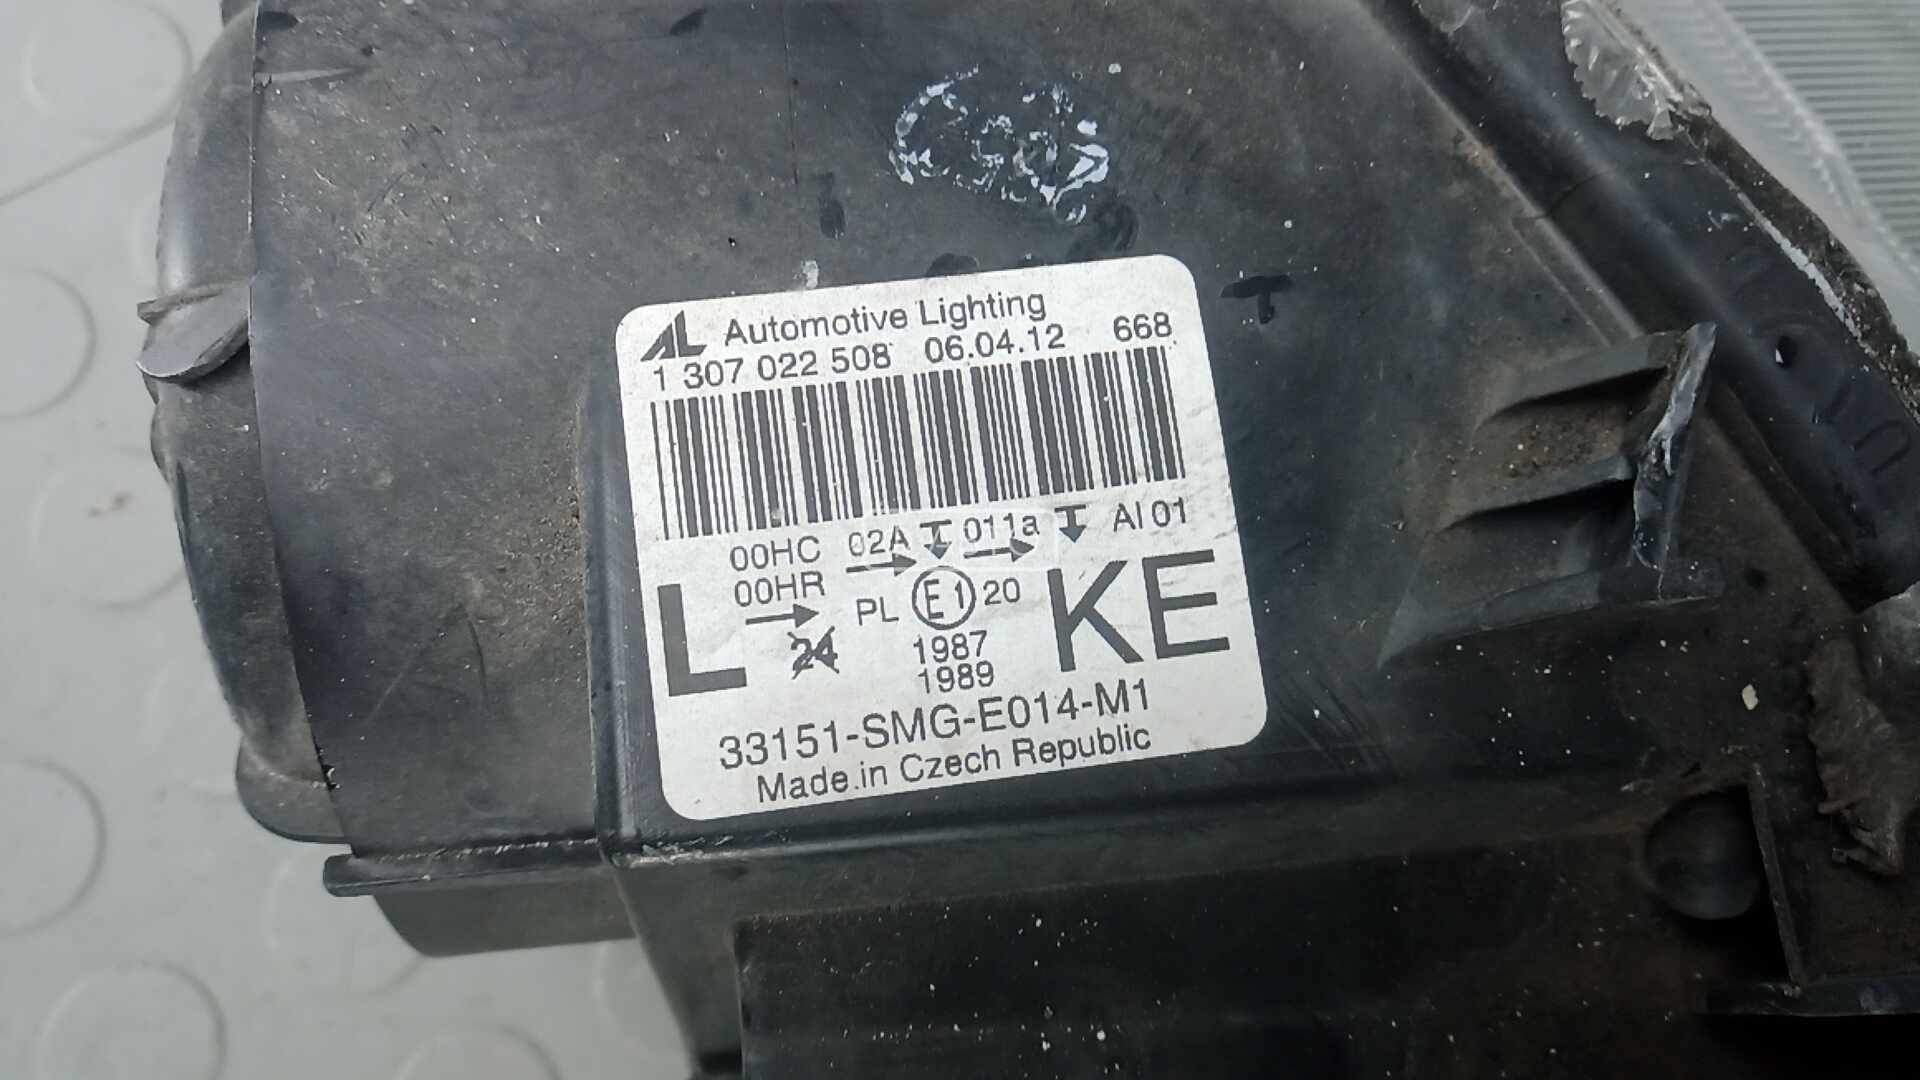 AL Automotive Lighting
1 307 022 508 06.04.12 668
00HC 02A 011a AI 01
00HR
L PL E1 20 KE
24 1987
1989
33151-SMG-E014-M1
Made in Czech Republic
T